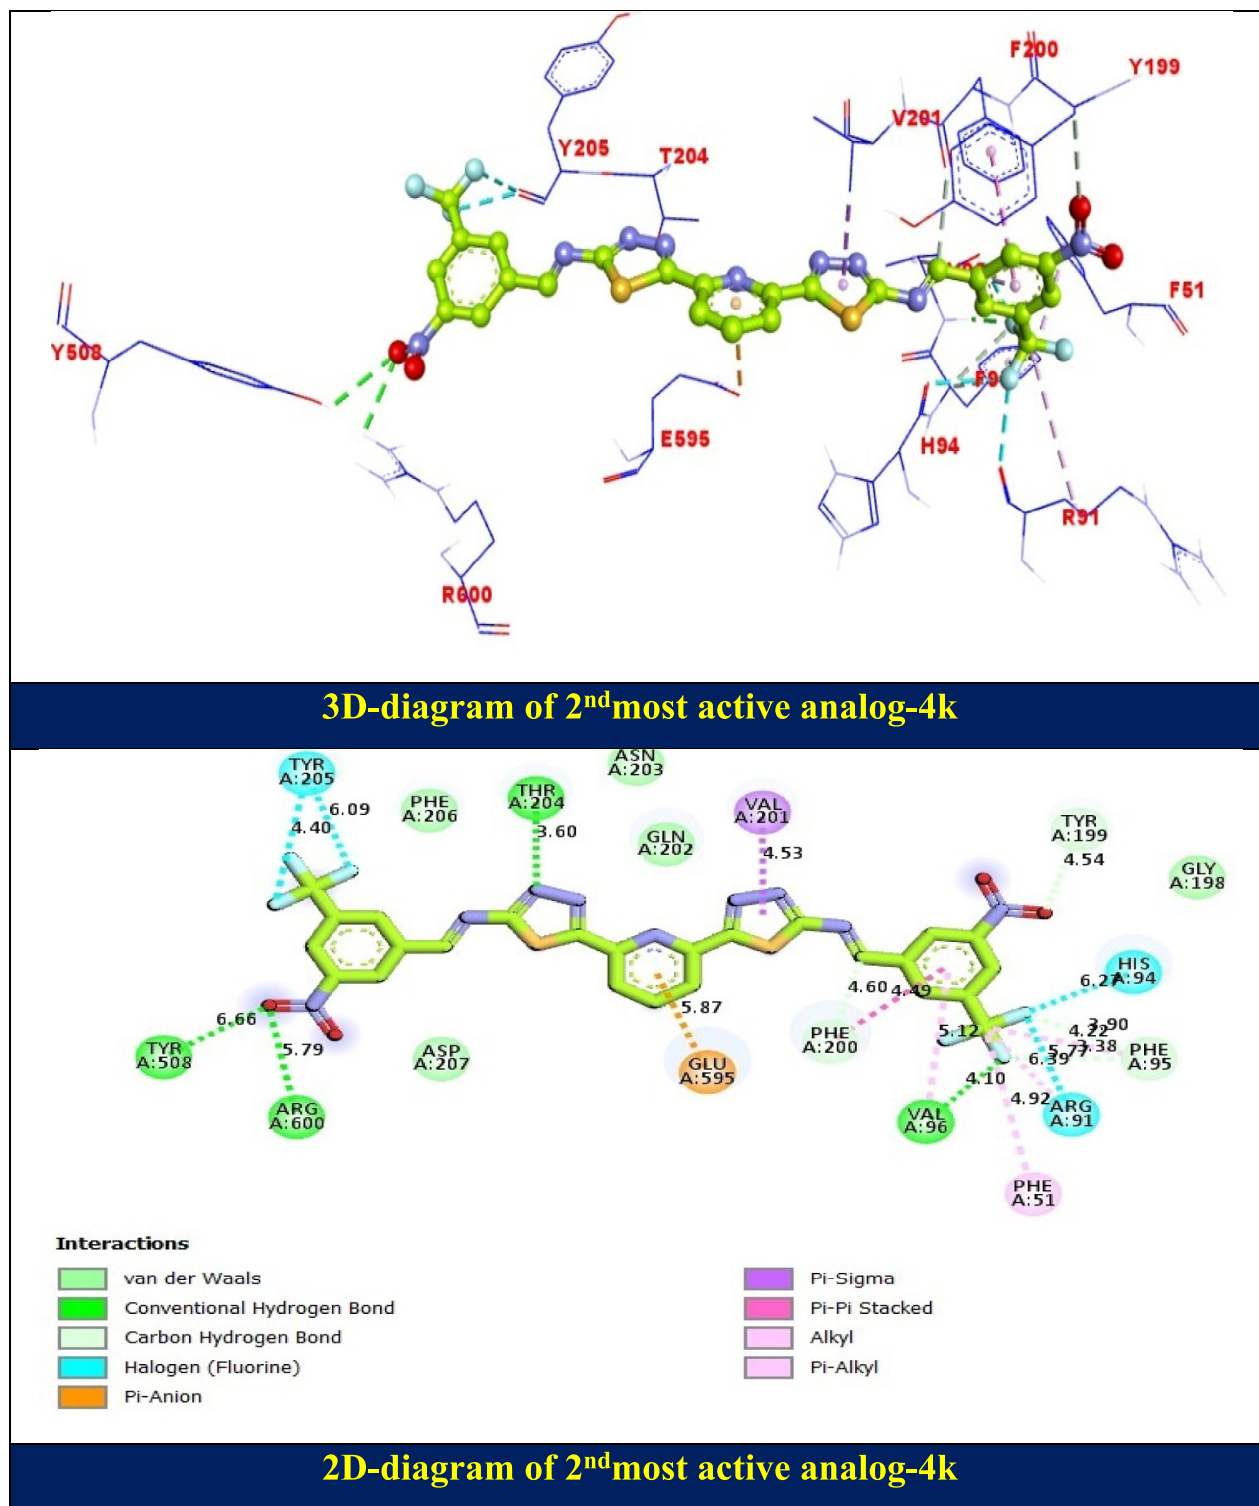 F200
Y199
V201
Y205
T204
F51
Y508
F9
H94
E595
R91
R600
3D-diagram of 2nd most active analog-4k
TYR
A:205
ASN
A:203
THR
A:204
PHE
A:206
VAL
A:201
TYR
A:199
6.09
4.40
3.60
GLN
A:202
4.53
4.54
GLY
A:198
HIS
A:94
6.27
4.60
4.49
6.66
5.87
PHE
A:200
5.12
3.90
4.22
3.38
5.77
6.39
PHE
A:95
TYR
A:508
5.79
ASP
A:207
GLU
A:595
4.10
4.92
ARG
A:91
ARG
A:600
VAL
A:96
PHE
A:51
Interactions
van der Waals
Conventional Hydrogen Bond
Carbon Hydrogen Bond
Halogen (Fluorine)
Pi-Anion
Pi-Sigma
Pi-Pi Stacked
Alkyl
Pi-Alkyl
2D-diagram of 2nd most active analog-4k